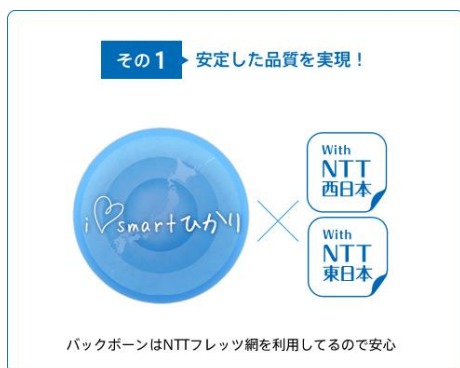 その1 安定した品質を実現！
With
NTT
西日本
i♡smartひかり
With
NTT
東日本
バックボーンはNTTフレッツ網を利用してるので安心